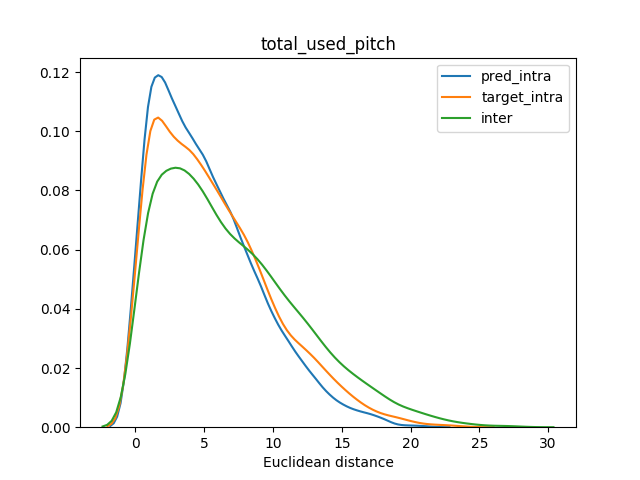 total_used_pitch
pred_intra
target_intra
inter
0.12
0.10
0.08
0.06
0.04
0.02
0.00
0 5 10 15 20 25 30
Euclidean distance